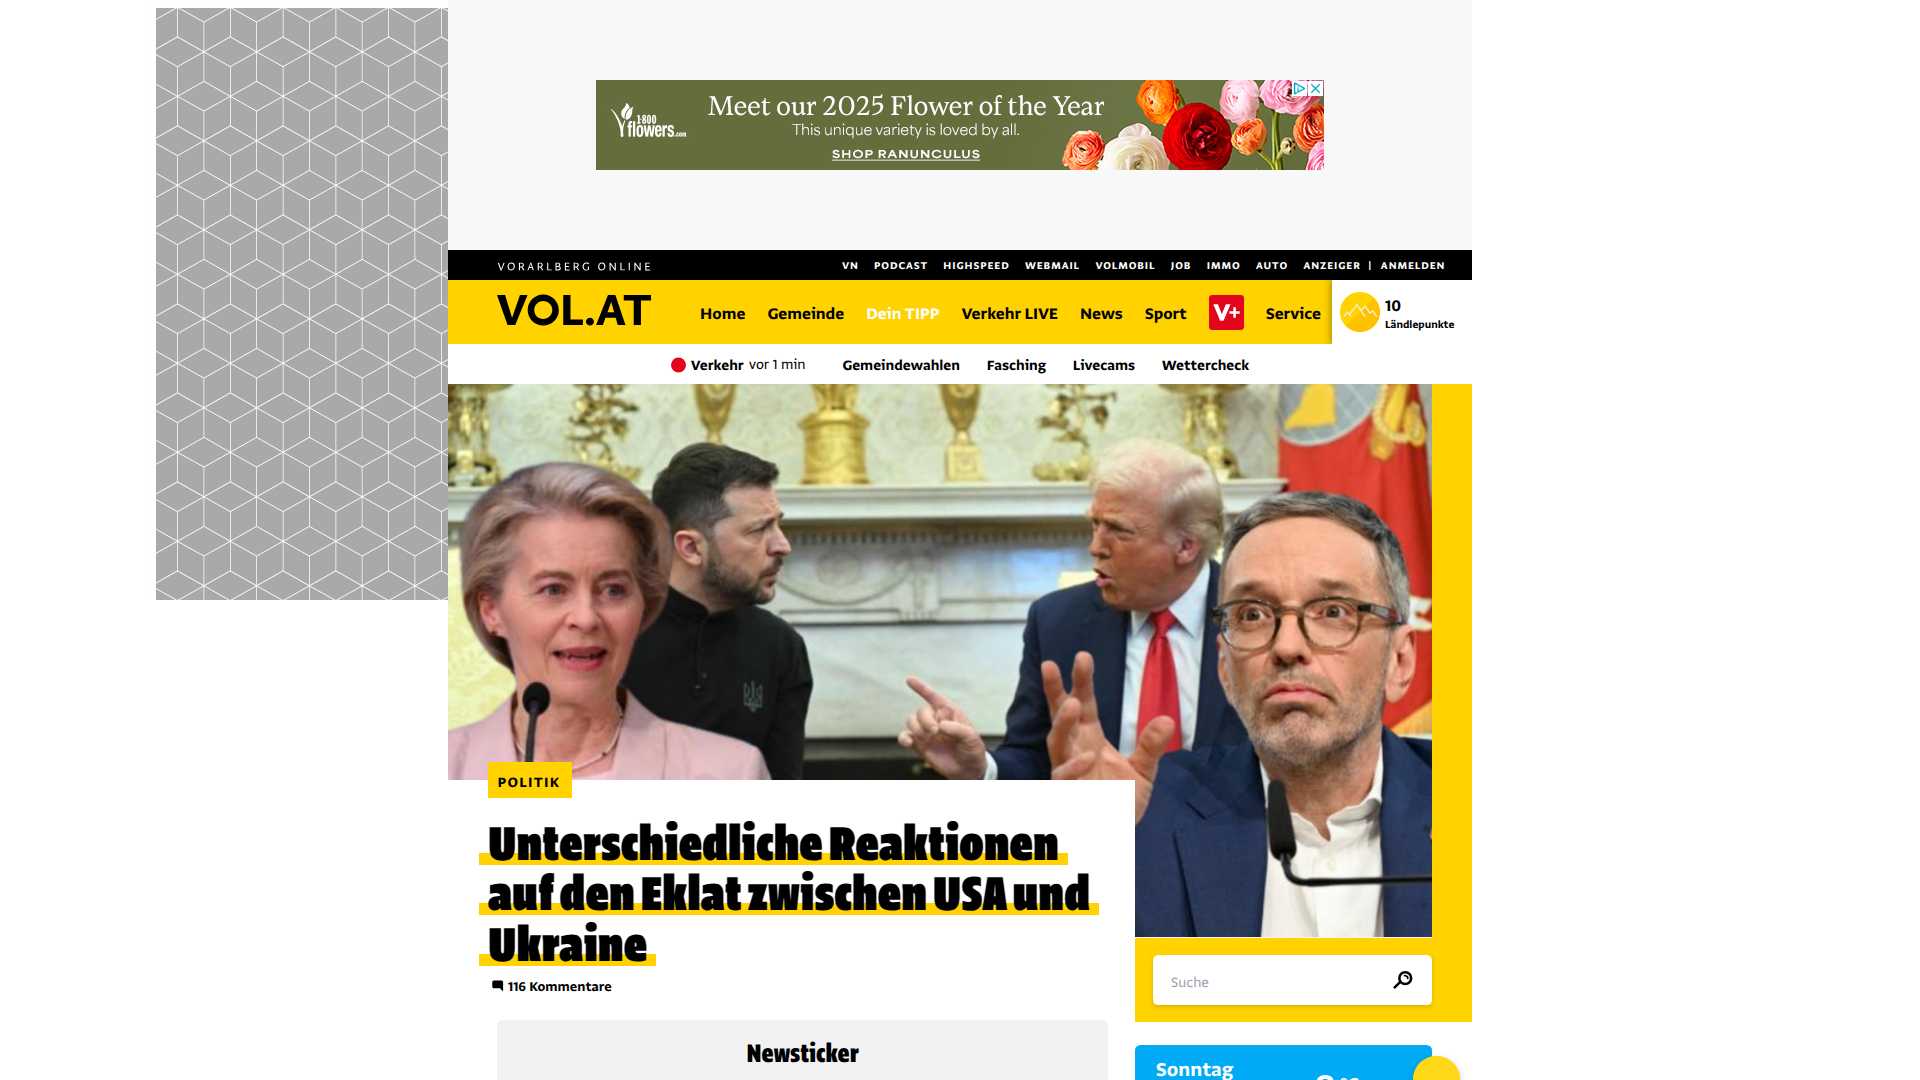 Meet our 2025 Flower of the Year
1·800
flowers.com
This unique variety is loved by all.
SHOP RANUNCULUS
VORARLBERG ONLINE
VN PODCAST HIGHSPEED WEBMAIL VOLMOBIL JOB IMMO AUTO ANZEIGER | ANMELDEN
VOL.AT
Home Gemeinde Dein TIPP Verkehr LIVE News Sport V+ Service
10
Ländlepunkte
Verkehr vor 1 min Gemeindewahlen Fasching Livecams Wettercheck
POLITIK
Unterschiedliche Reaktionen
auf den Eklat zwischen USA und
Ukraine
116 Kommentare
Suche
Newsticker
Sonntag